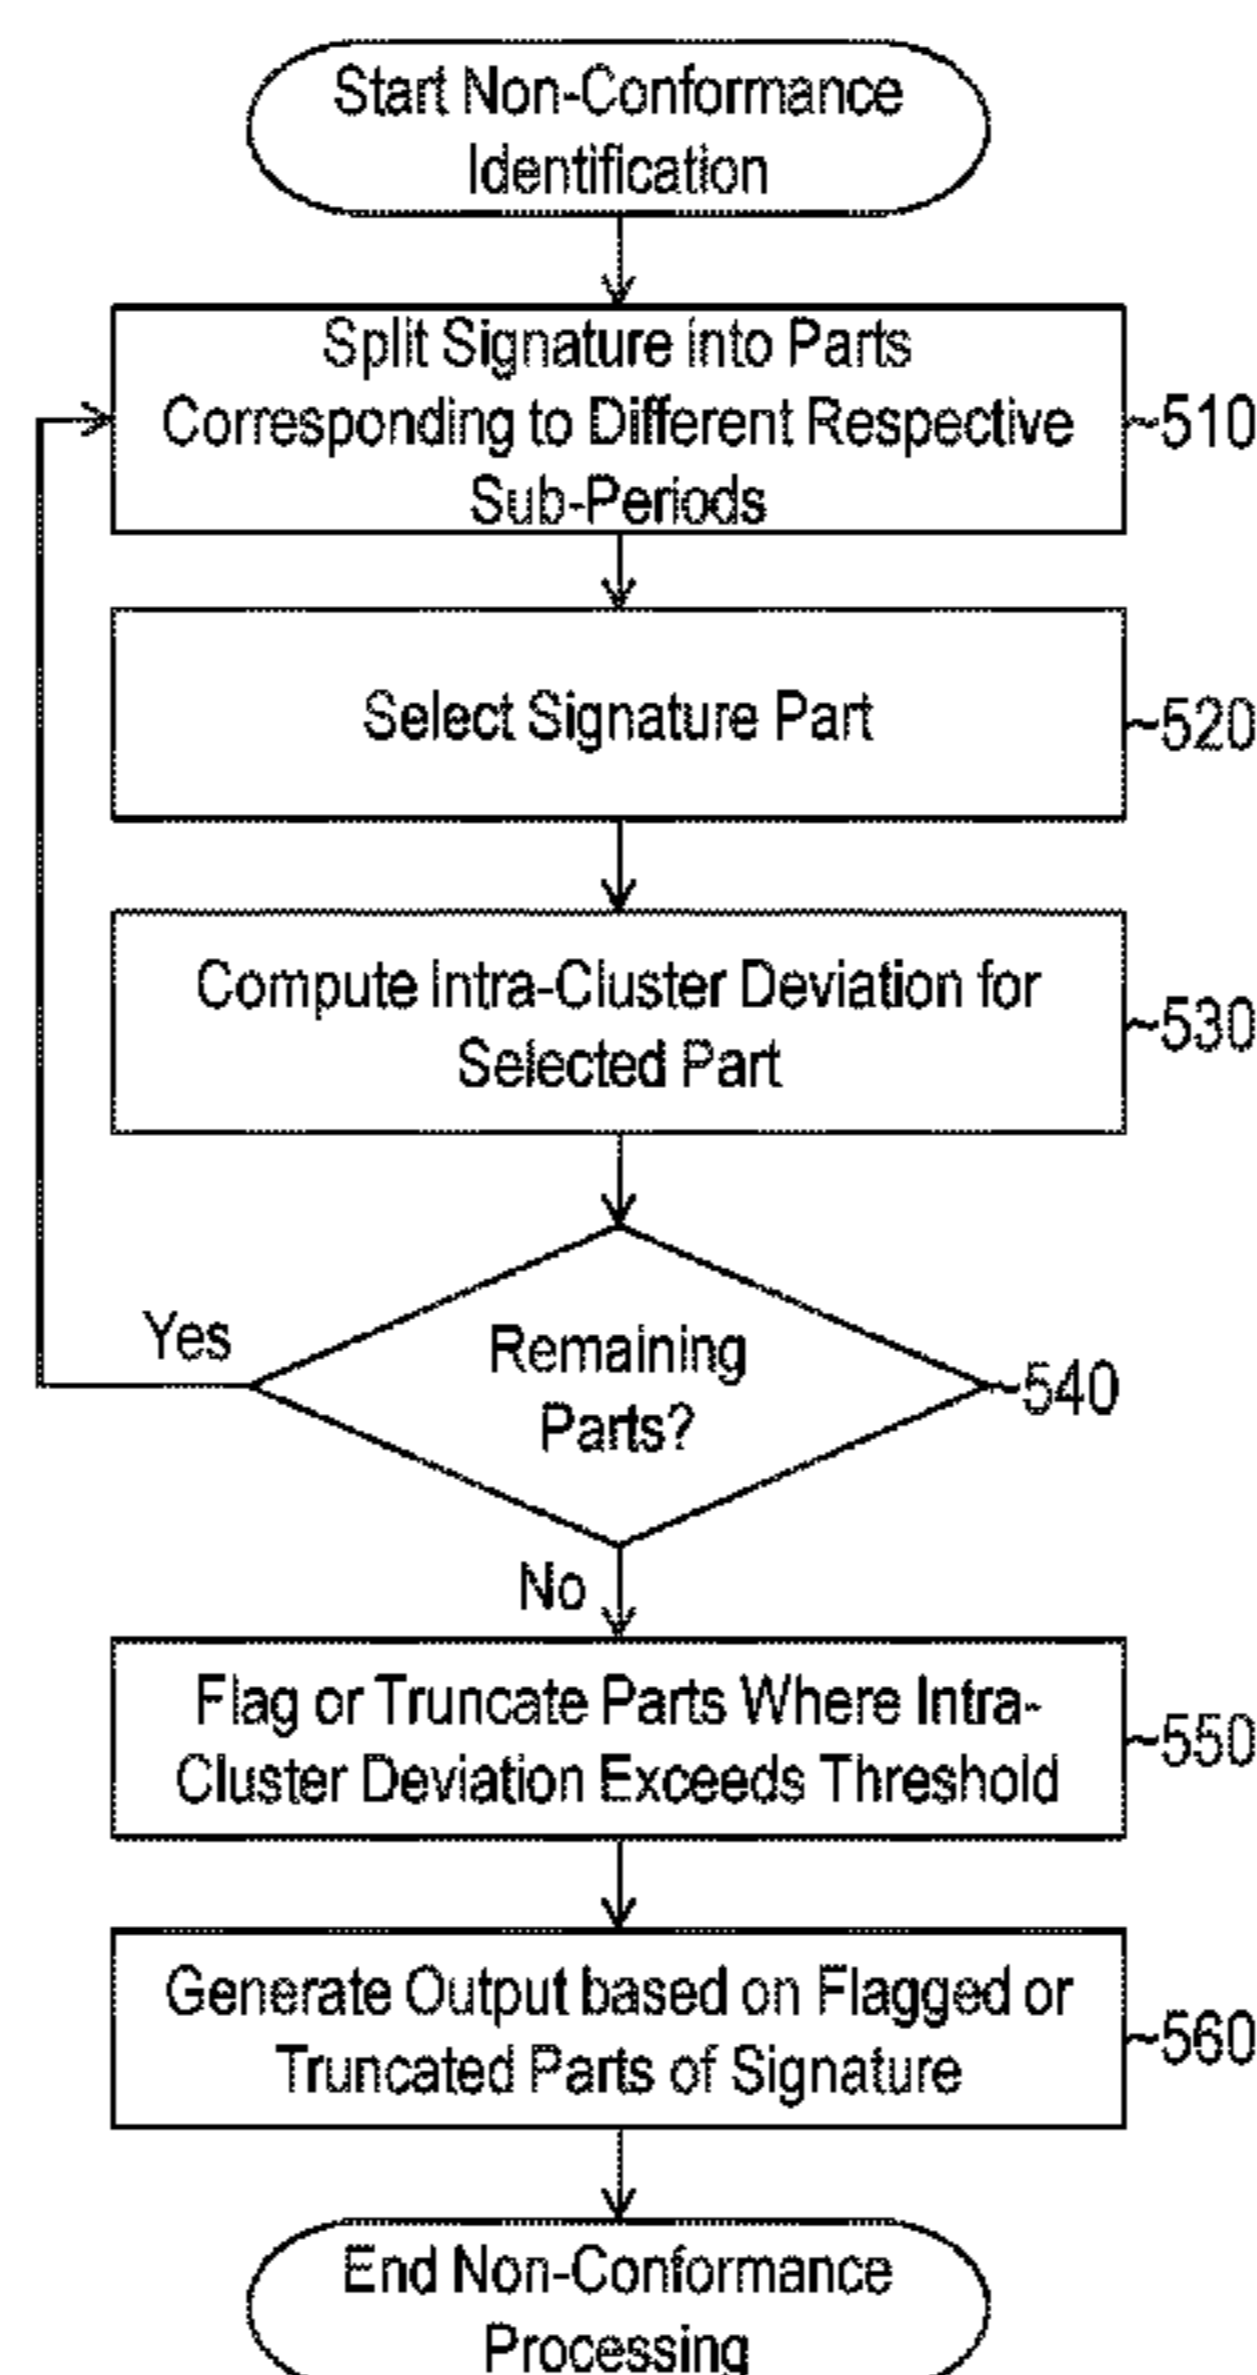 Start Non-Conformance
Identification
Split Signature into Parts
Corresponding to Different Respective
Sub-Periods
~510
Select Signature Part
~520
Compute Intra-Cluster Deviation for
Selected Part
~530
Yes
Remaining
Parts?
~540
No
Flag or Truncate Parts Where Intra-
Cluster Deviation Exceeds Threshold
~550
Generate Output based on Flagged or
Truncated Parts of Signature
~560
End Non-Conformance
Processing